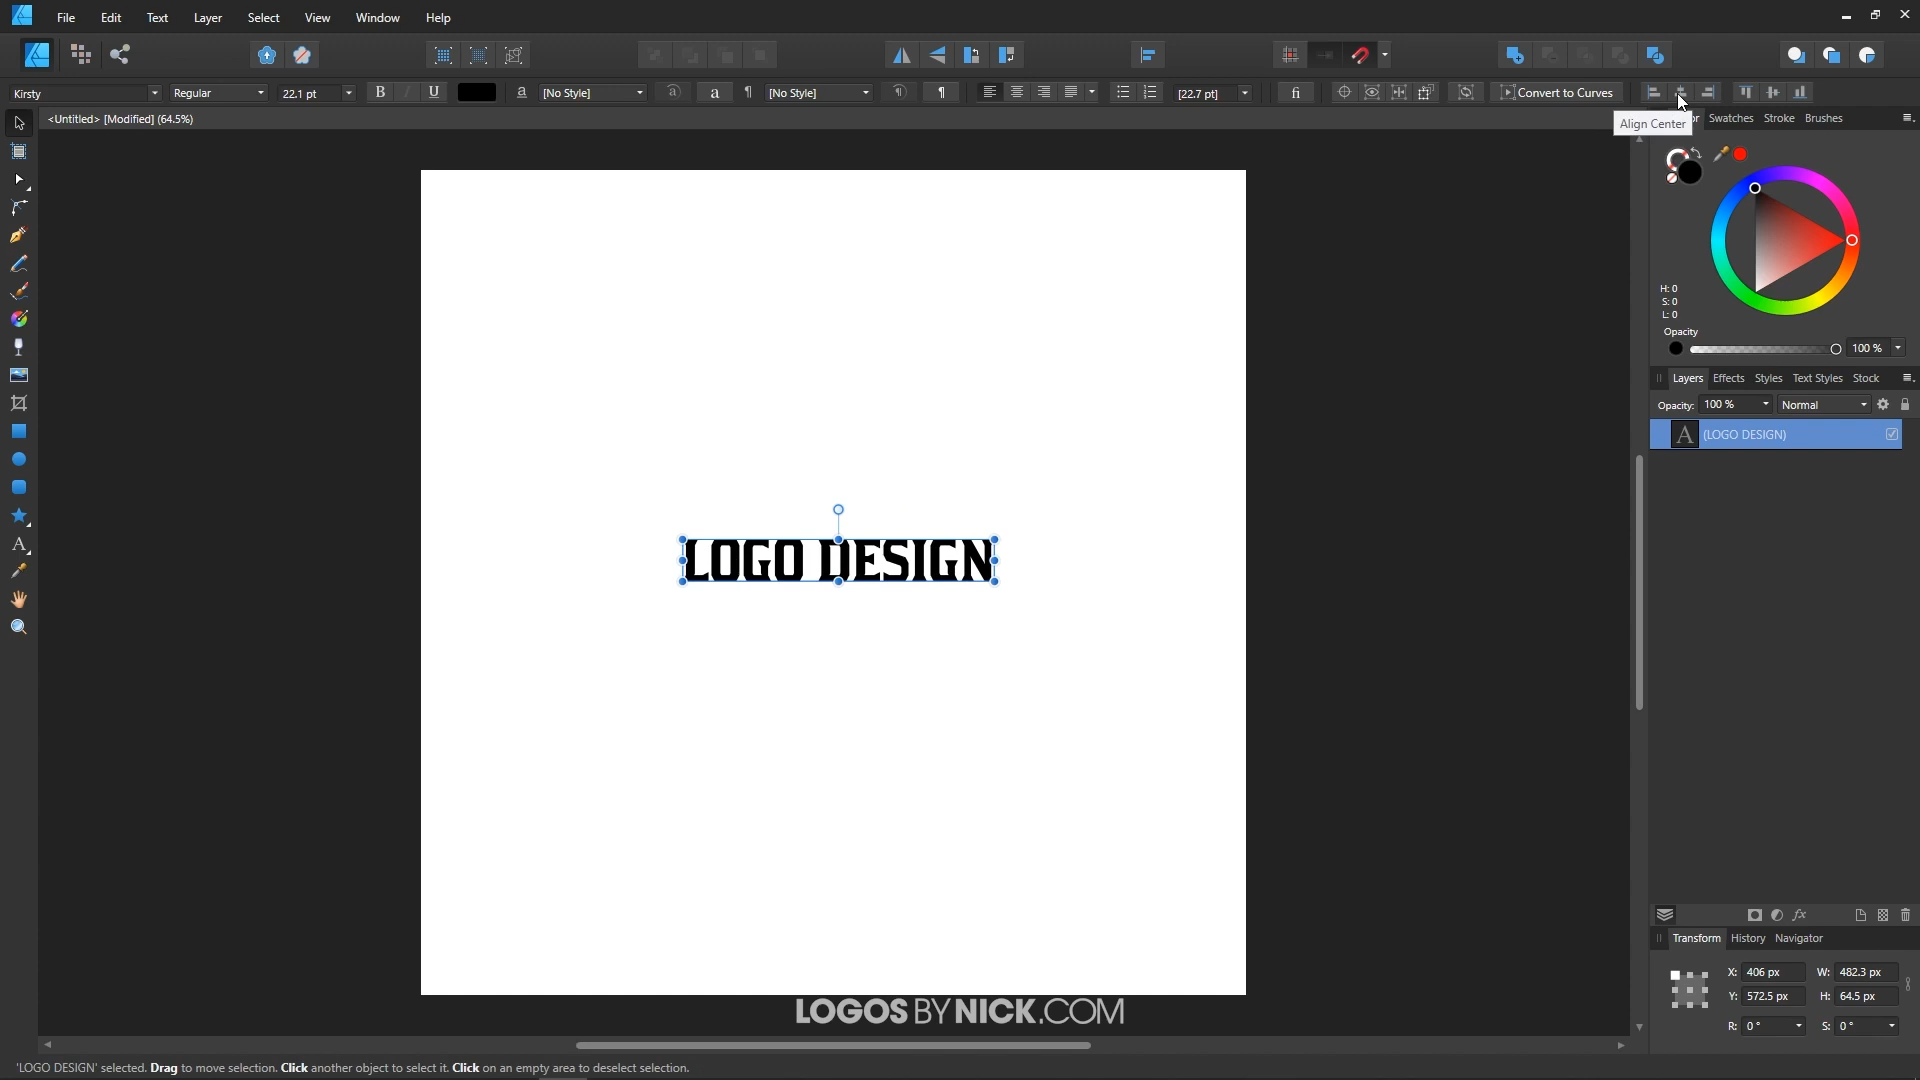 File Edit Text Layer Select View Window Help
Kirsty Regular 22.1 pt B I U a [No Style] a a ¶ [No Style] ¶ ¶ [22.7 pt] fi Convert to Curves
<Untitled> [Modified] (64.5%)
Align Center
Swatches Stroke Brushes
H: 0
S: 0
L: 0
Opacity
100 %
Layers Effects Styles Text Styles Stock
Opacity: 100 % Normal
A (LOGO DESIGN)
LOGO DESIGN
fx
Transform History Navigator
X: 406 px W: 482.3 px
Y: 572.5 px H: 64.5 px
R: 0 ° S: 0 °
LOGOS BY NICK.COM
'LOGO DESIGN' selected. Drag to move selection. Click another object to select it. Click on an empty area to deselect selection.